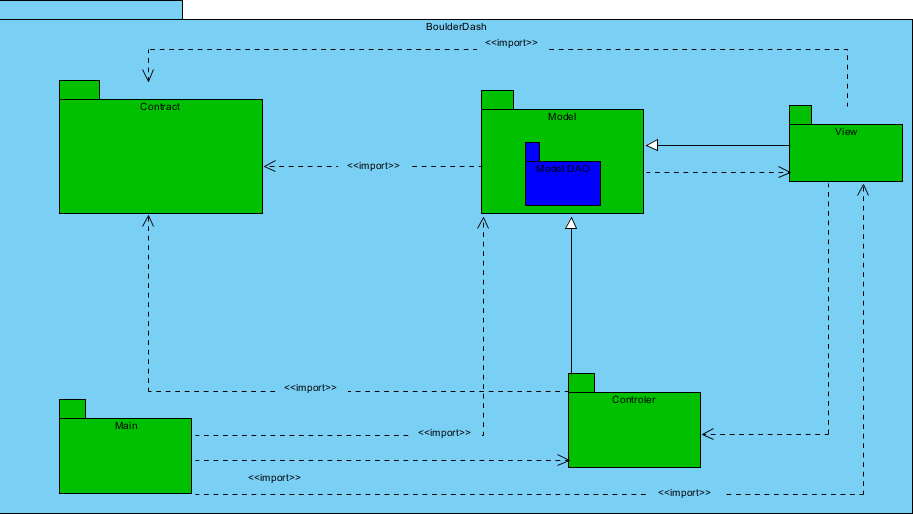 BoulderDash
<<import>>
Contract
Model
View
<<import>>
Model.DAO
<<import>>
Controler
Main
<<import>>
<<import>>
<<import>>